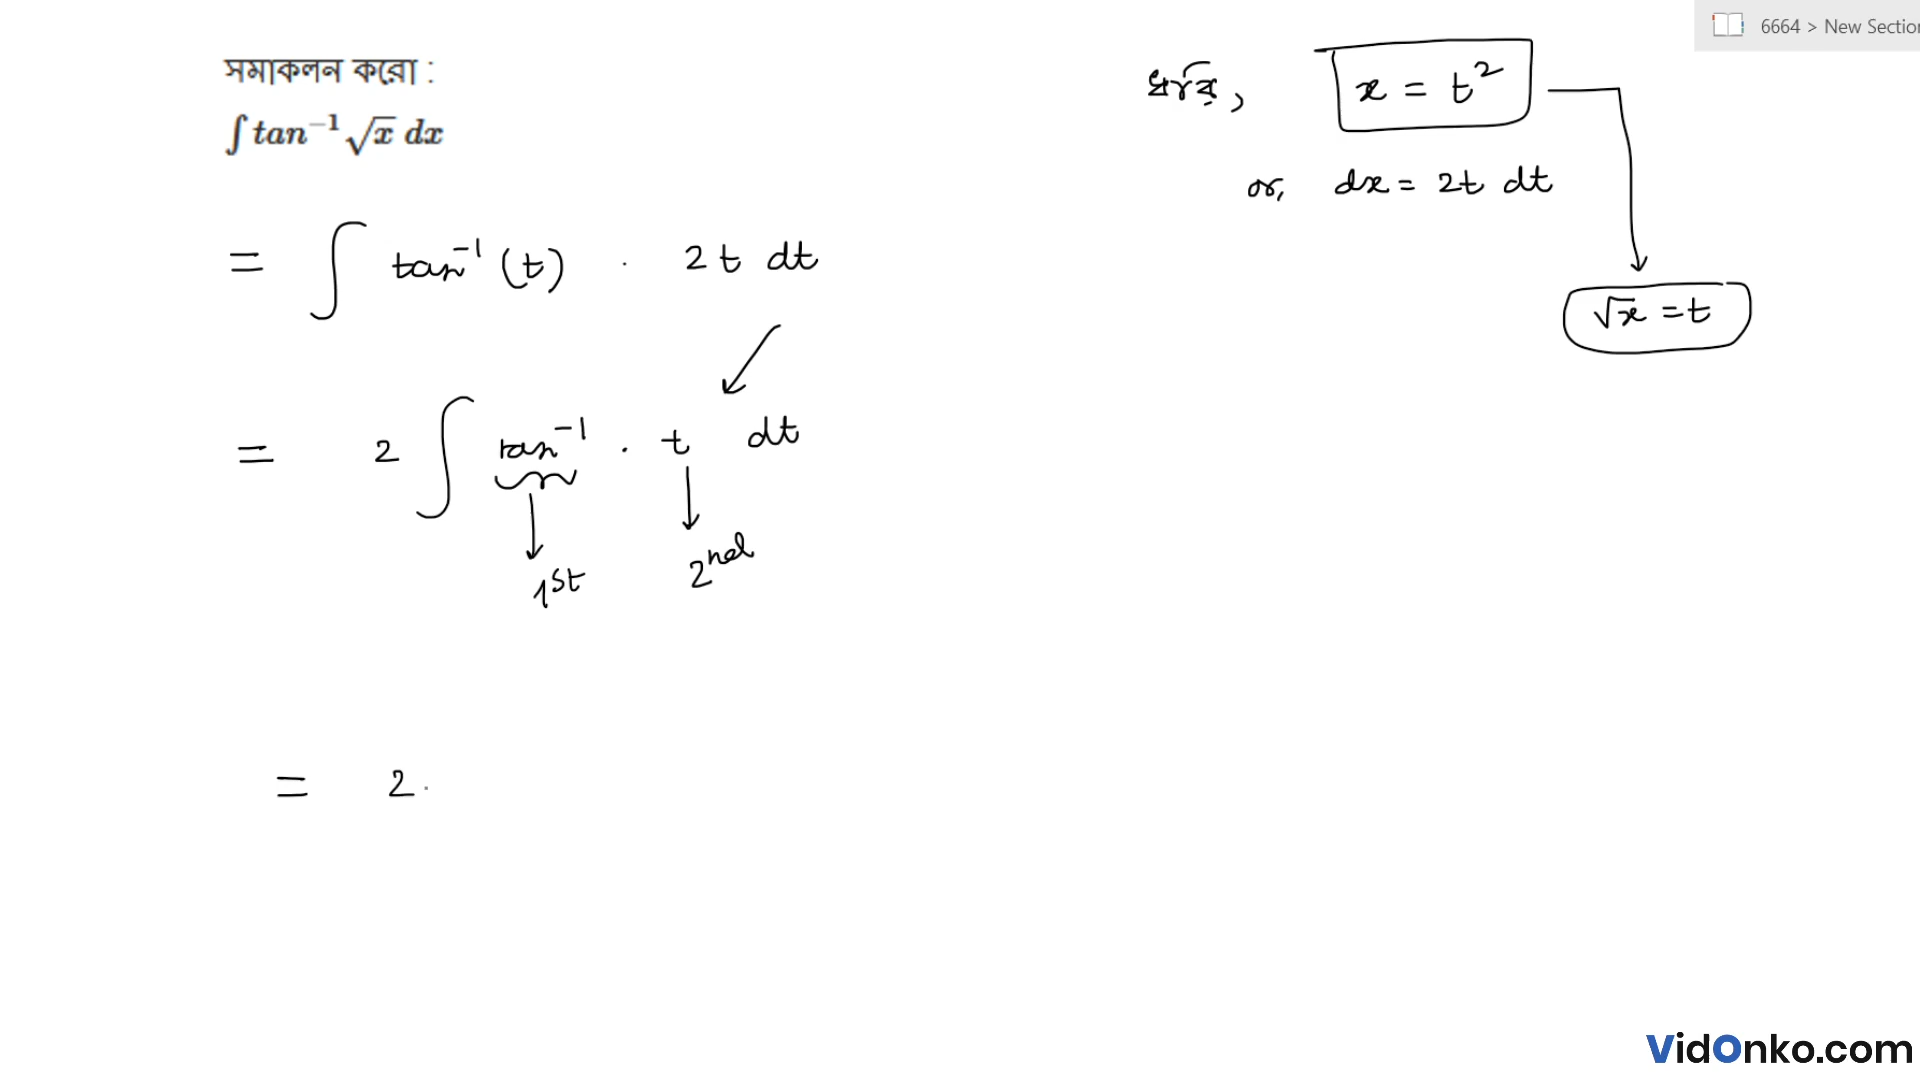 6664 > New Section
সমাকলন করো :
∫ tan⁻¹ √x dx
ধরি, x = t²
or, dx = 2t dt
√x = t
= ∫ tan⁻¹ (t) . 2t dt
= 2 ∫ tan⁻¹ . t dt
1st 2nd
= 2.
VidOnko.com